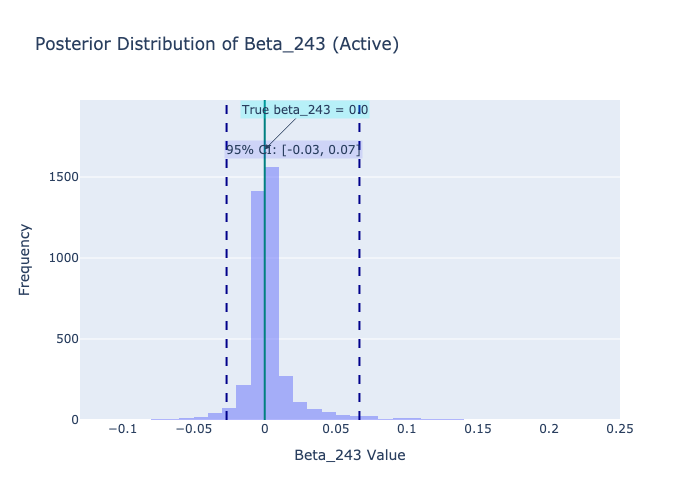 Posterior Distribution of Beta_243 (Active)
True beta_243 = 0.0
95% CI: [-0.03, 0.07]
1500
1000
500
0
Frequency
−0.1 −0.05 0 0.05 0.1 0.15 0.2 0.25
Beta_243 Value